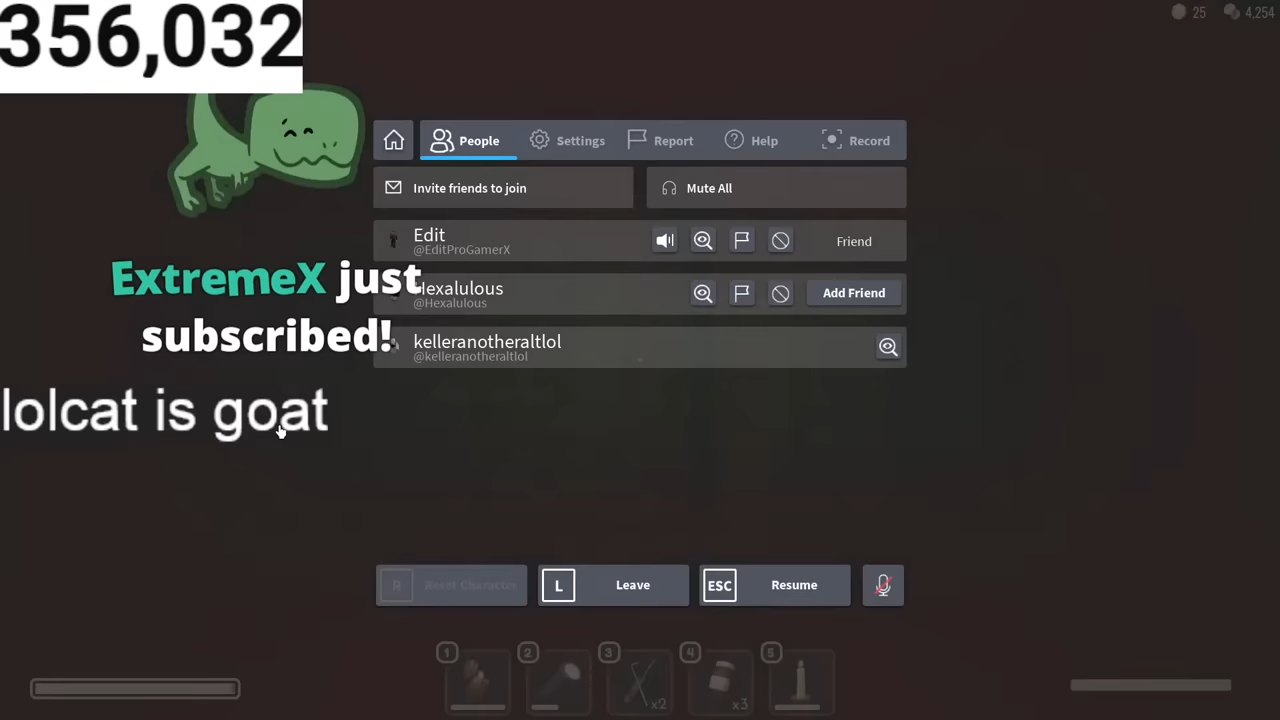 356,032
25 4,254
People Settings Report Help Record
Invite friends to join Mute All
Edit
@EditProGamerX
Friend
ExtremeX just
subscribed!
Hexalulous
@Hexalulous
Add Friend
kelleranotheraltlol
@kelleranotheraltlol
lolcat is goat
R Reset Character L Leave ESC Resume
1 2 3 4 5
x2 x3